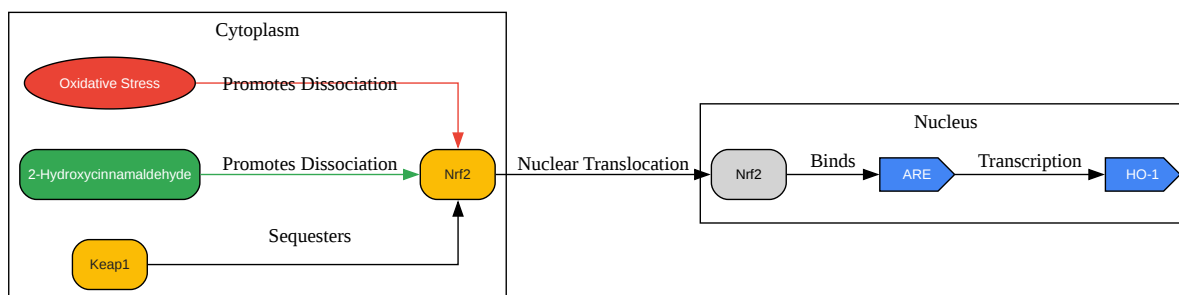 Cytoplasm
Oxidative Stress
Promotes Dissociation
2-Hydroxycinnamaldehyde
Promotes Dissociation
Nrf2
Keap1
Sequesters
Nuclear Translocation
Nucleus
Nrf2
Binds
ARE
Transcription
HO-1